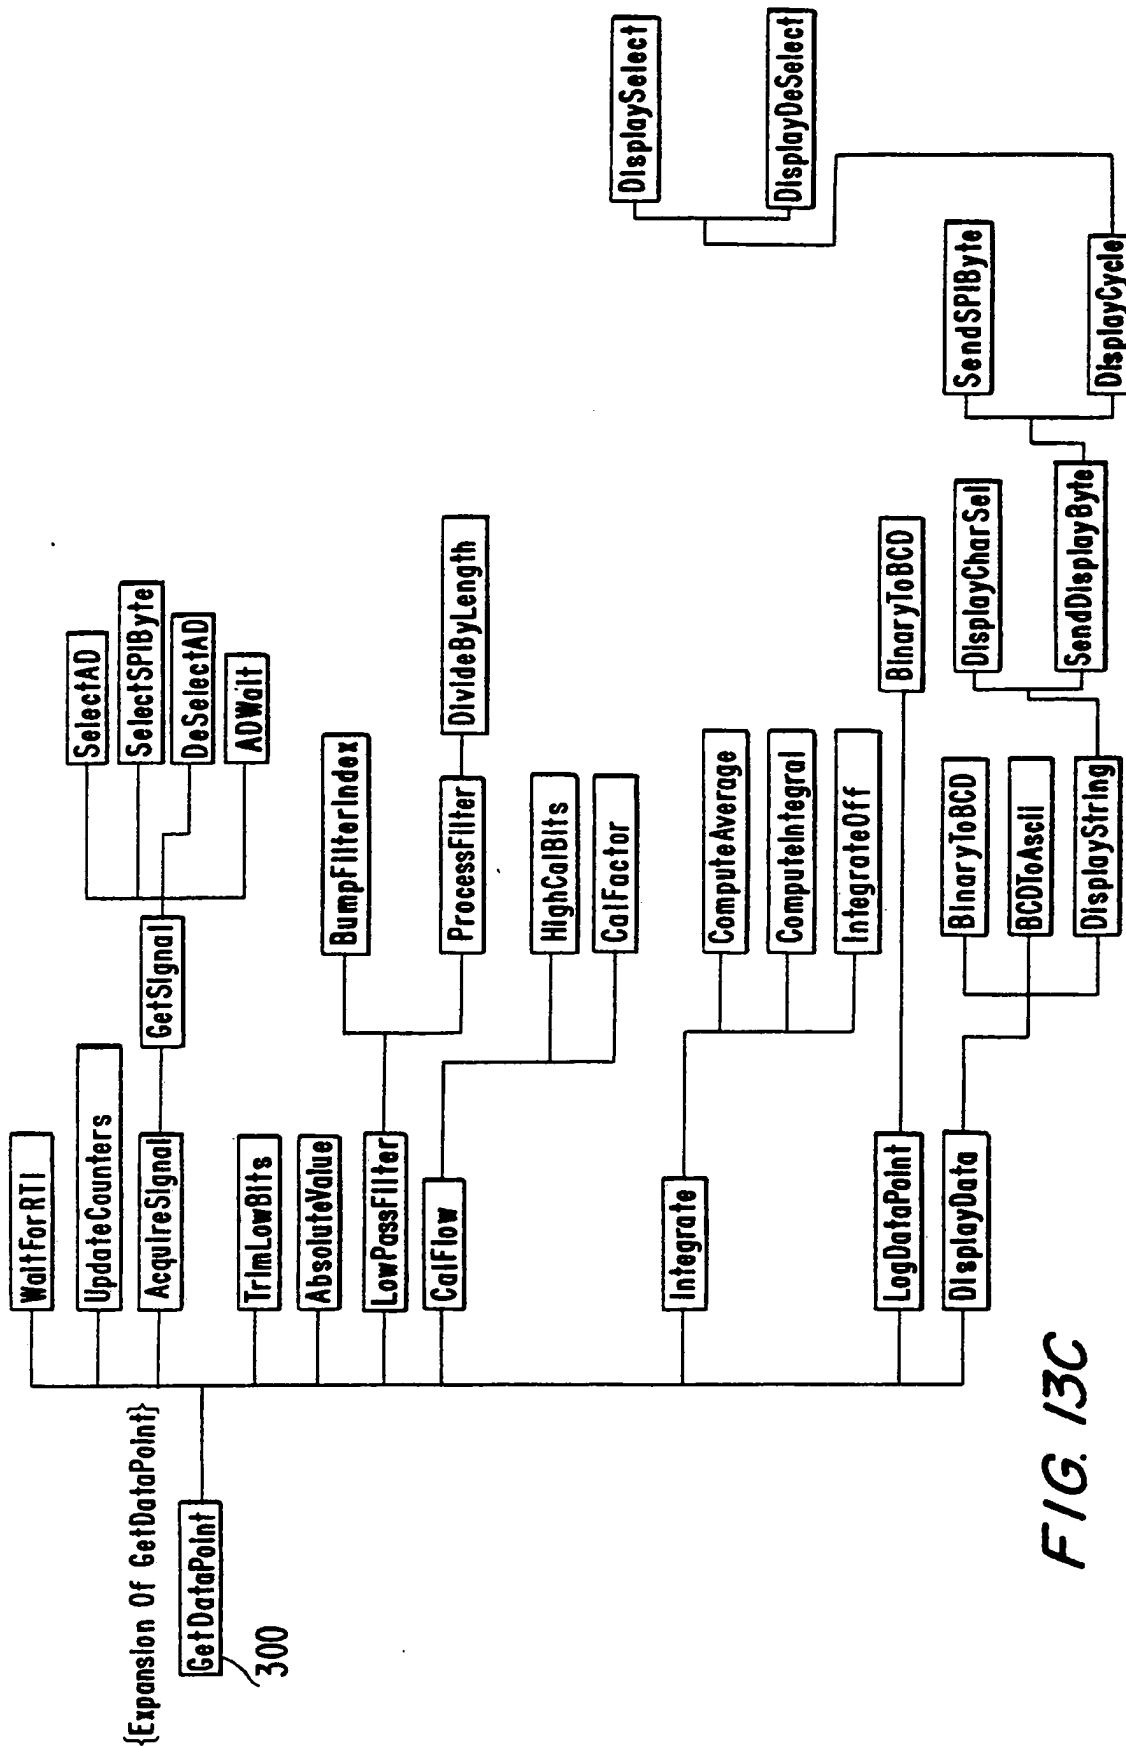 {Expansion Of GetDataPoint}
GetDataPoint
300
WaitForRTI
UpdateCounters
AcquireSignal
GetSignal
SelectAD
SelectSPIByte
DeSelectAD
ADWait
TrimLowBits
AbsoluteValue
LowPassFilter
BumpFilterIndex
ProcessFilter
DivideByLength
CalFlow
HighCalBits
CalFactor
Integrate
ComputeAverage
ComputeIntegral
IntegrateOff
LogDataPoint
BinaryToBCD
DisplayData
BinaryToBCD
BCDToAscii
DisplayString
DisplayCharSel
SendDisplayByte
SendSPIByte
DisplayCycle
DisplaySelect
DisplayDeSelect
FIG. 13C